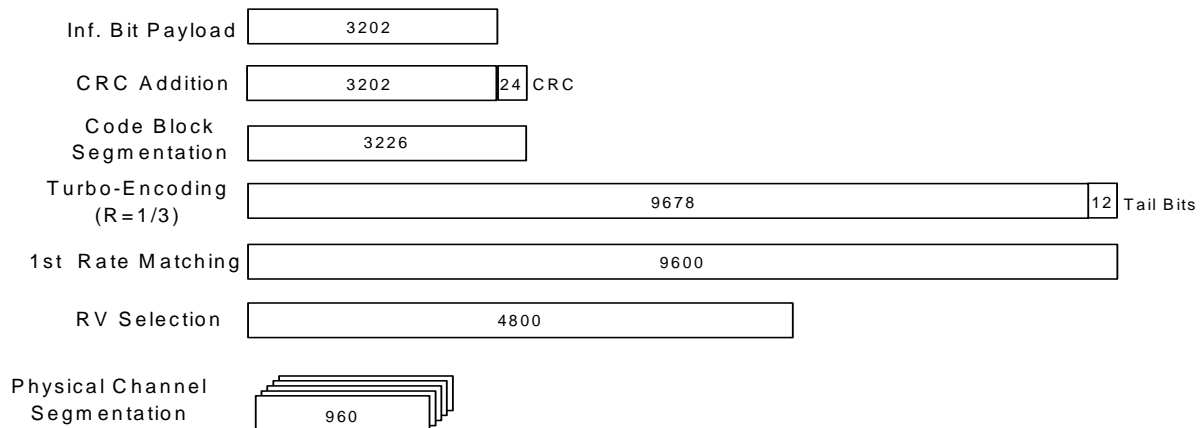 Inf. Bit Payload 3202
CRC Addition 3202 24 CRC
Code Block
Segmentation 3226
Turbo-Encoding
(R=1/3) 9678 12 Tail Bits
1st Rate Matching 9600
RV Selection 4800
Physical Channel
Segmentation 960